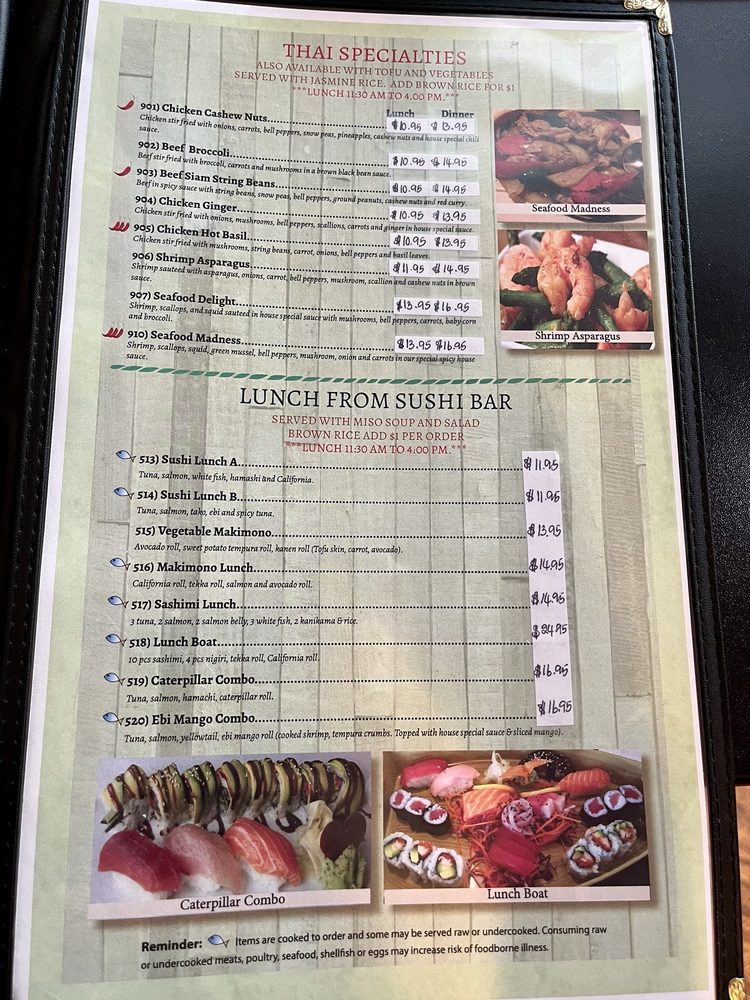 THAI SPECIALTIES
ALSO AVAILABLE WITH TOFU AND VEGETABLES
SERVED WITH JASMINE RICE. ADD BROWN RICE FOR $1
***LUNCH 11:30 AM TO 4:00 PM.***
Lunch Dinner
901) Chicken Cashew Nuts.......... $10.95 $13.95
Chicken stir fried with onions, carrots, bell peppers, snow peas, pineapples, cashew nuts and house special chili
sauce.
902) Beef Broccoli.......... $10.95 $14.95
Beef stir fried with broccoli, carrots and mushrooms in a brown black bean sauce.
903) Beef Siam String Beans.......... $10.95 $14.95
Beef in spicy sauce with string beans, snow peas, bell peppers, ground peanuts, cashew nuts and red curry.
904) Chicken Ginger.......... $10.95 $13.95
Chicken stir fried with onions, mushrooms, bell peppers, scallions, carrots and ginger in house special sauce.
905) Chicken Hot Basil.......... $10.95 $13.95
Chicken stir fried with mushrooms, string beans, carrot, onions, bell peppers and basil leaves.
906) Shrimp Asparagus.......... $11.95 $14.95
Shrimp sauteed with asparagus, onions, carrot, bell peppers, mushroom, scallion and cashew nuts in brown
sauce.
907) Seafood Delight.......... $13.95 $16.95
Shrimp, scallops, and squid sauteed in house special sauce with mushrooms, bell peppers, carrots, baby corn
and broccoli.
910) Seafood Madness.......... $13.95 $16.95
Shrimp, scallops, squid, green mussel, bell peppers, mushroom, onion and carrots in our special spicy house
sauce.
Seafood Madness
Shrimp Asparagus
LUNCH FROM SUSHI BAR
SERVED WITH MISO SOUP AND SALAD
BROWN RICE ADD $1 PER ORDER
***LUNCH 11:30 AM TO 4:00 PM.***
513) Sushi Lunch A.......... $11.95
Tuna, salmon, white fish, hamashi and California.
514) Sushi Lunch B.......... $11.95
Tuna, salmon, tako, ebi and spicy tuna.
515) Vegetable Makimono.......... $13.95
Avocado roll, sweet potato tempura roll, kanen roll (Tofu skin, carrot, avocado).
516) Makimono Lunch.......... $14.95
California roll, tekka roll, salmon and avocado roll.
517) Sashimi Lunch.......... $14.95
3 tuna, 2 salmon, 2 salmon belly, 3 white fish, 2 kanikama & rice.
518) Lunch Boat.......... $24.95
10 pcs sashimi, 4 pcs nigiri, tekka roll, California roll.
519) Caterpillar Combo.......... $16.95
Tuna, salmon, hamachi, caterpillar roll.
520) Ebi Mango Combo.......... $16.95
Tuna, salmon, yellowtail, ebi mango roll (cooked shrimp, tempura crumbs. Topped with house special sauce & sliced mango).
Caterpillar Combo
Lunch Boat
Reminder: Items are cooked to order and some may be served raw or undercooked. Consuming raw
or undercooked meats, poultry, seafood, shellfish or eggs may increase risk of foodborne illness.